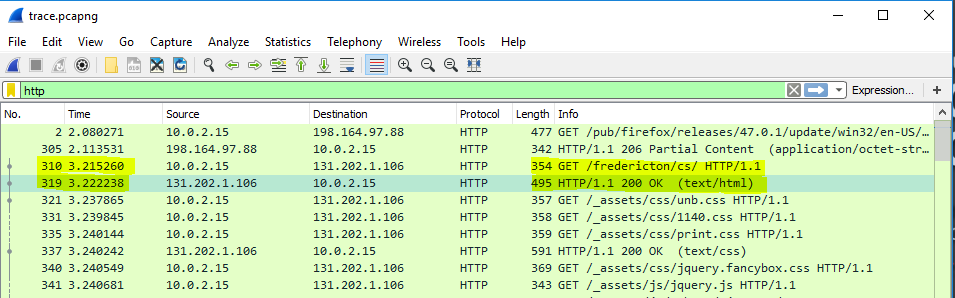 trace.pcapng
File Edit View Go Capture Analyze Statistics Telephony Wireless Tools Help
http Expression... +
No. Time Source Destination Protocol Length Info
2 2.080271 10.0.2.15 198.164.97.88 HTTP 477 GET /pub/firefox/releases/47.0.1/update/win32/en-US/…
305 2.113531 198.164.97.88 10.0.2.15 HTTP 342 HTTP/1.1 206 Partial Content (application/octet-str…
310 3.215260 10.0.2.15 131.202.1.106 HTTP 354 GET /fredericton/cs/ HTTP/1.1
319 3.222238 131.202.1.106 10.0.2.15 HTTP 495 HTTP/1.1 200 OK (text/html)
321 3.237865 10.0.2.15 131.202.1.106 HTTP 357 GET /_assets/css/unb.css HTTP/1.1
331 3.239845 10.0.2.15 131.202.1.106 HTTP 358 GET /_assets/css/1140.css HTTP/1.1
335 3.240144 10.0.2.15 131.202.1.106 HTTP 359 GET /_assets/css/print.css HTTP/1.1
337 3.240242 131.202.1.106 10.0.2.15 HTTP 591 HTTP/1.1 200 OK (text/css)
340 3.240549 10.0.2.15 131.202.1.106 HTTP 369 GET /_assets/css/jquery.fancybox.css HTTP/1.1
341 3.240681 10.0.2.15 131.202.1.106 HTTP 343 GET /_assets/js/jquery.js HTTP/1.1